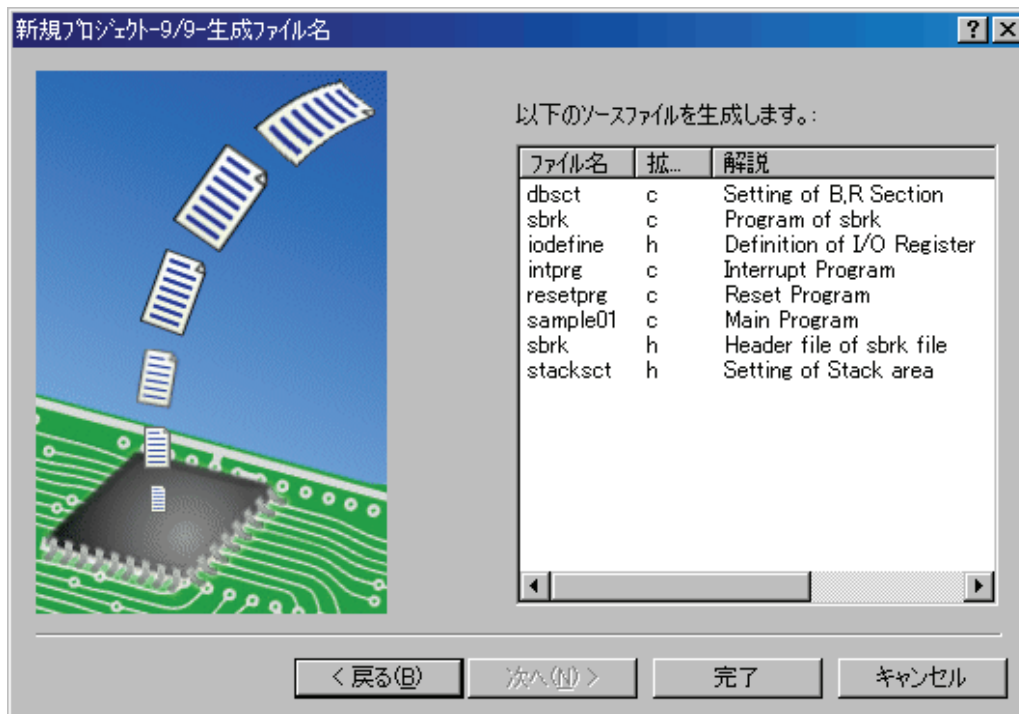 新規プロジェクト-9/9-生成ファイル名
以下のソースファイルを生成します。:
ファイル名 拡... 解説
dbsct c Setting of B,R Section
sbrk c Program of sbrk
iodefine h Definition of I/O Register
intprg c Interrupt Program
resetprg c Reset Program
sample01 c Main Program
sbrk h Header file of sbrk file
stacksct h Setting of Stack area
< 戻る(B) 次へ(N) > 完了 キャンセル